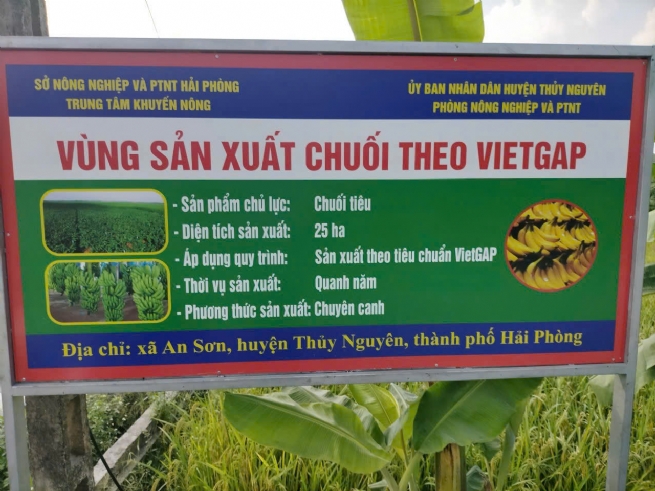 SỞ NÔNG NGHIỆP VÀ PTNT HẢI PHÒNG
TRUNG TÂM KHUYẾN NÔNG
ỦY BAN NHÂN DÂN HUYỆN THỦY NGUYÊN
PHÒNG NÔNG NGHIỆP VÀ PTNT
VÙNG SẢN XUẤT CHUỐI THEO VIETGAP
- Sản phẩm chủ lực: Chuối tiêu
- Diện tích sản xuất: 25 ha
- Áp dụng quy trình: Sản xuất theo tiêu chuẩn VietGAP
- Thời vụ sản xuất: Quanh năm
- Phương thức sản xuất: Chuyên canh
Địa chỉ: xã An Sơn, huyện Thủy Nguyên, thành phố Hải Phòng